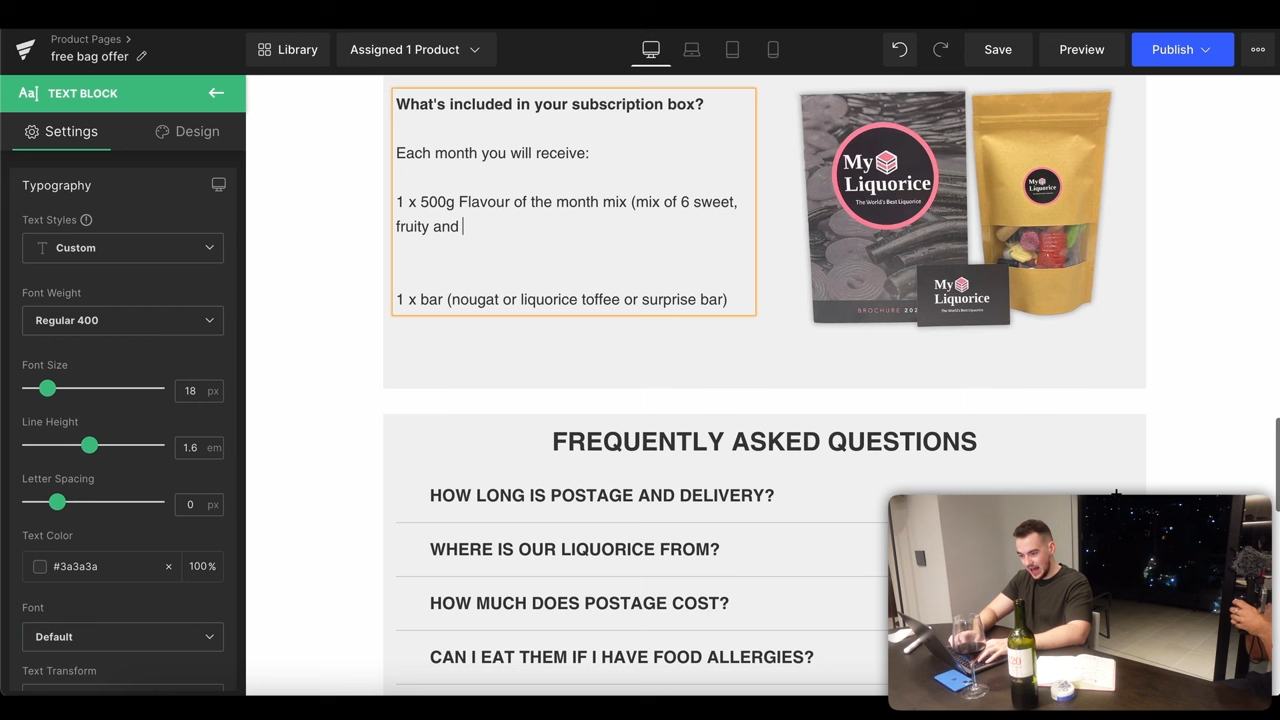 Product Pages
free bag offer
Library
Assigned 1 Product
Save
Preview
Publish
Aa TEXT BLOCK
Settings
Design
Typography
Text Styles
Custom
Font Weight
Regular 400
Font Size
18 px
Line Height
1.6 em
Letter Spacing
0 px
Text Color
#3a3a3a × 100%
Font
Default
Text Transform
What's included in your subscription box?
Each month you will receive:
1 x 500g Flavour of the month mix (mix of 6 sweet,
fruity and
1 x bar (nougat or liquorice toffee or surprise bar)
My
Liquorice
The World's Best Liquorice
BROCHURE 202
My
Liquorice
My
Liquorice
The World's Best Liquorice
FREQUENTLY ASKED QUESTIONS
HOW LONG IS POSTAGE AND DELIVERY?
WHERE IS OUR LIQUORICE FROM?
HOW MUCH DOES POSTAGE COST?
CAN I EAT THEM IF I HAVE FOOD ALLERGIES?